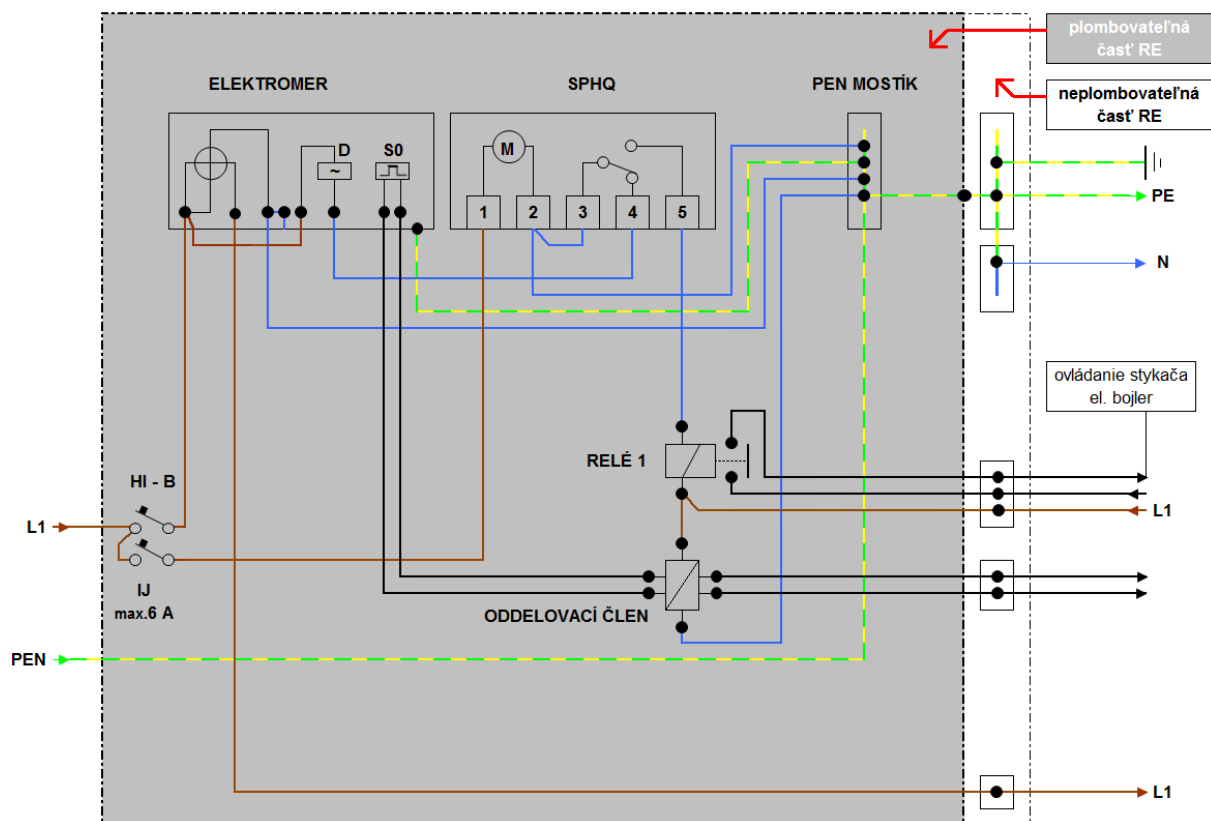 plombovateľná
časť RE
ELEKTROMER
SPHQ
PEN MOSTÍK
neplombovateľná
časť RE
D
~
S0
M
1
2
3
4
5
PE
N
ovládanie stykača
el. bojler
RELÉ 1
HI - B
L1
L1
IJ
max.6 A
ODDELOVACÍ ČLEN
PEN
L1